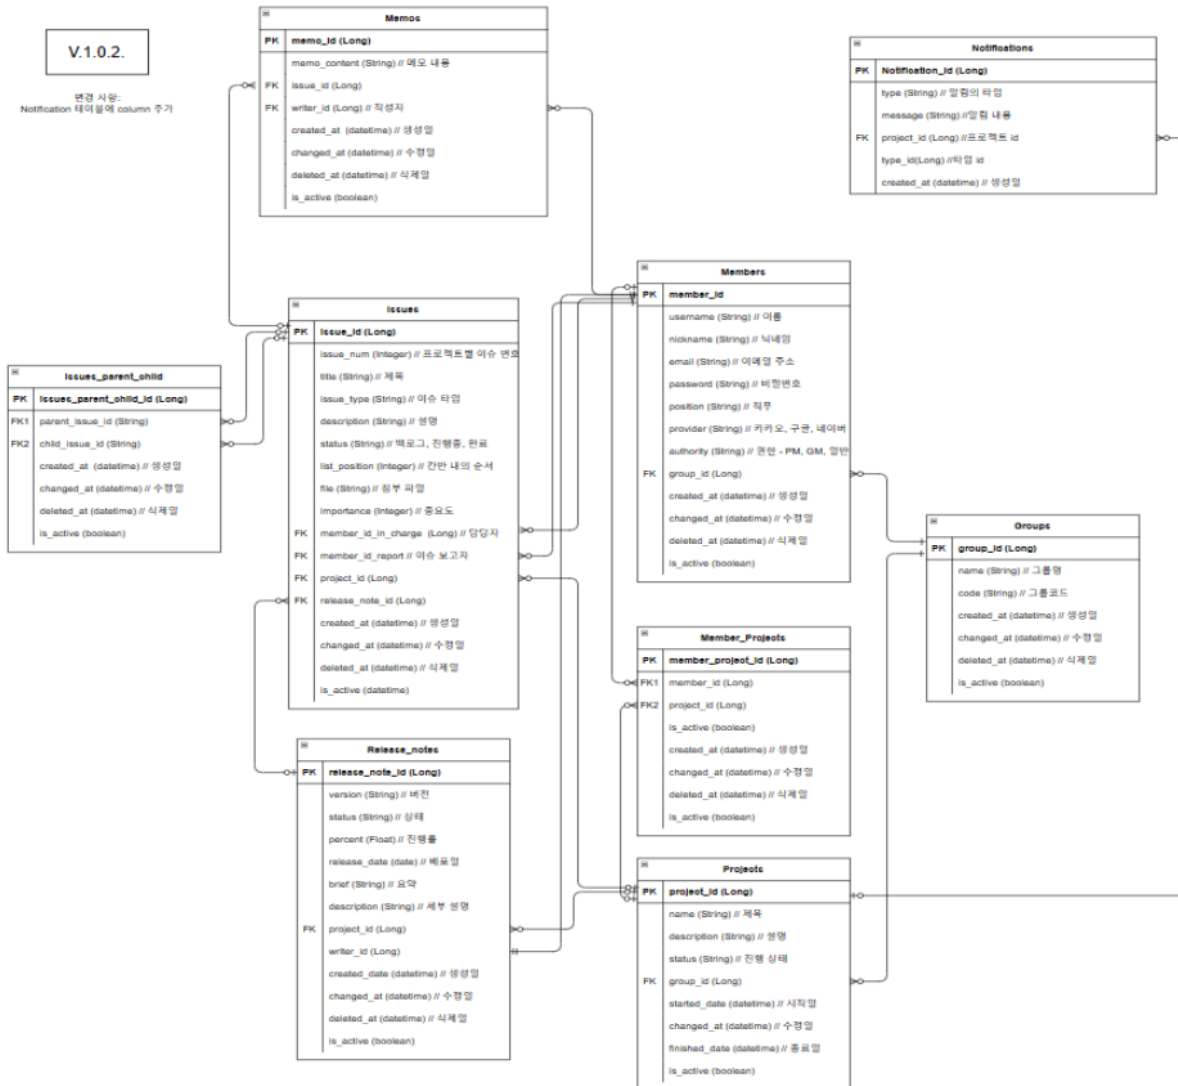 V.1.0.2.
변경 사항:
Notification 테이블에 column 추가
Memos
PK memo_id (Long)
memo_content (String) // 메모 내용
FK issue_id (Long)
FK writer_id (Long) // 작성자
created_at (datetime) // 생성일
changed_at (datetime) // 수정일
deleted_at (datetime) // 삭제일
is_active (boolean)
Notifications
PK Notification_id (Long)
type (String) // 알림의 타입
message (String) //알림 내용
FK project_id (Long) //프로젝트 id
type_id(Long) //타입 id
created_at (datetime) // 생성일
Members
PK member_id
username (String) // 이름
nickname (String) // 닉네임
email (String) // 이메일 주소
password (String) // 비밀번호
position (String) // 직무
provider (String) // 카카오, 구글, 네이버
authority (String) // 권한 - PM, GM, 일반
FK group_id (Long)
created_at (datetime) // 생성일
changed_at (datetime) // 수정일
deleted_at (datetime) // 삭제일
is_active (boolean)
Issues
PK issue_id (Long)
issue_num (Integer) // 프로젝트별 이슈 번호
title (String) // 제목
issue_type (String) // 이슈 타입
description (String) // 설명
status (String) // 백로그, 진행중, 완료
list_position (Integer) // 칸반 내의 순서
file (String) // 첨부 파일
importance (Integer) // 중요도
FK member_id_in_charge (Long) // 담당자
FK member_id_report // 이슈 보고자
FK project_id (Long)
FK release_note_id (Long)
created_at (datetime) // 생성일
changed_at (datetime) // 수정일
deleted_at (datetime) // 삭제일
is_active (datetime)
Issues_parent_child
PK Issues_parent_child_id (Long)
FK1 parent_issue_id (String)
FK2 child_issue_id (String)
created_at (datetime) // 생성일
changed_at (datetime) // 수정일
deleted_at (datetime) // 삭제일
is_active (boolean)
Groups
PK group_id (Long)
name (String) // 그룹명
code (String) // 그룹코드
created_at (datetime) // 생성일
changed_at (datetime) // 수정일
deleted_at (datetime) // 삭제일
is_active (boolean)
Member_Projects
PK member_project_id (Long)
FK1 member_id (Long)
FK2 project_id (Long)
is_active (boolean)
created_at (datetime) // 생성일
changed_at (datetime) // 수정일
deleted_at (datetime) // 삭제일
is_active (boolean)
Release_notes
PK release_note_id (Long)
version (String) // 버전
status (String) // 상태
percent (Float) // 진행률
release_date (date) // 배포일
brief (String) // 요약
description (String) // 세부 설명
FK project_id (Long)
writer_id (Long)
created_date (datetime) // 생성일
changed_at (datetime) // 수정일
deleted_at (datetime) // 삭제일
is_active (boolean)
Projects
PK project_id (Long)
name (String) // 제목
description (String) // 설명
status (String) // 진행 상태
FK group_id (Long)
started_date (datetime) // 시작일
changed_at (datetime) // 수정일
finished_date (datetime) // 종료일
is_active (boolean)